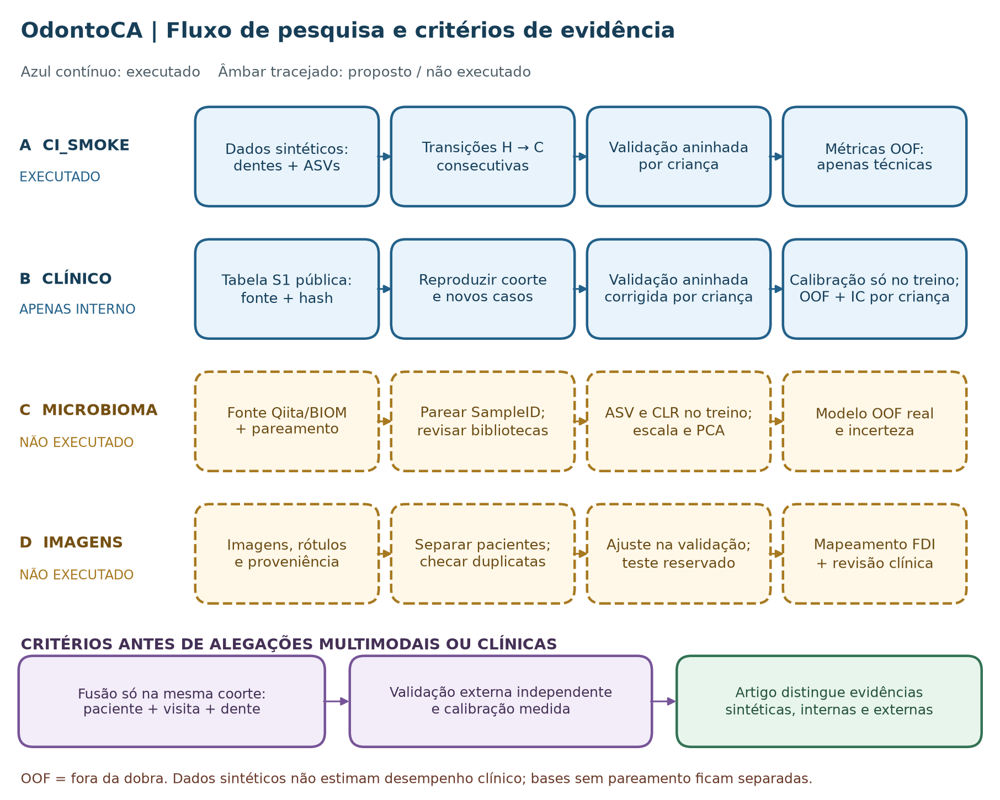 OdontoCA | Fluxo de pesquisa e critérios de evidência
Azul contínuo: executado    Âmbar tracejado: proposto / não executado
A  CI_SMOKE
EXECUTADO
Dados sintéticos:
dentes + ASVs
Transições H → C
consecutivas
Validação aninhada
por criança
Métricas OOF:
apenas técnicas
B  CLÍNICO
APENAS INTERNO
Tabela S1 pública:
fonte + hash
Reproduzir coorte
e novos casos
Validação aninhada
corrigida por criança
Calibração só no treino;
OOF + IC por criança
C  MICROBIOMA
NÃO EXECUTADO
Fonte Qiita/BIOM
+ pareamento
Parear SampleID;
revisar bibliotecas
ASV e CLR no treino;
escala e PCA
Modelo OOF real
e incerteza
D  IMAGENS
NÃO EXECUTADO
Imagens, rótulos
e proveniência
Separar pacientes;
checar duplicatas
Ajuste na validação;
teste reservado
Mapeamento FDI
+ revisão clínica
CRITÉRIOS ANTES DE ALEGAÇÕES MULTIMODAIS OU CLÍNICAS
Fusão só na mesma coorte:
paciente + visita + dente
Validação externa independente
e calibração medida
Artigo distingue evidências
sintéticas, internas e externas
OOF = fora da dobra. Dados sintéticos não estimam desempenho clínico; bases sem pareamento ficam separadas.